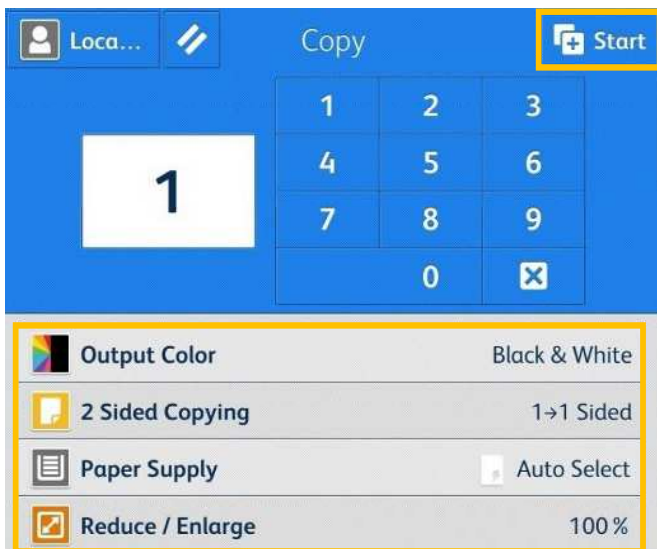 Loca... Copy Start
1 2 3
1
4 5 6
7 8 9
0
Output Color Black & White
2 Sided Copying 1→1 Sided
Paper Supply Auto Select
Reduce / Enlarge 100%